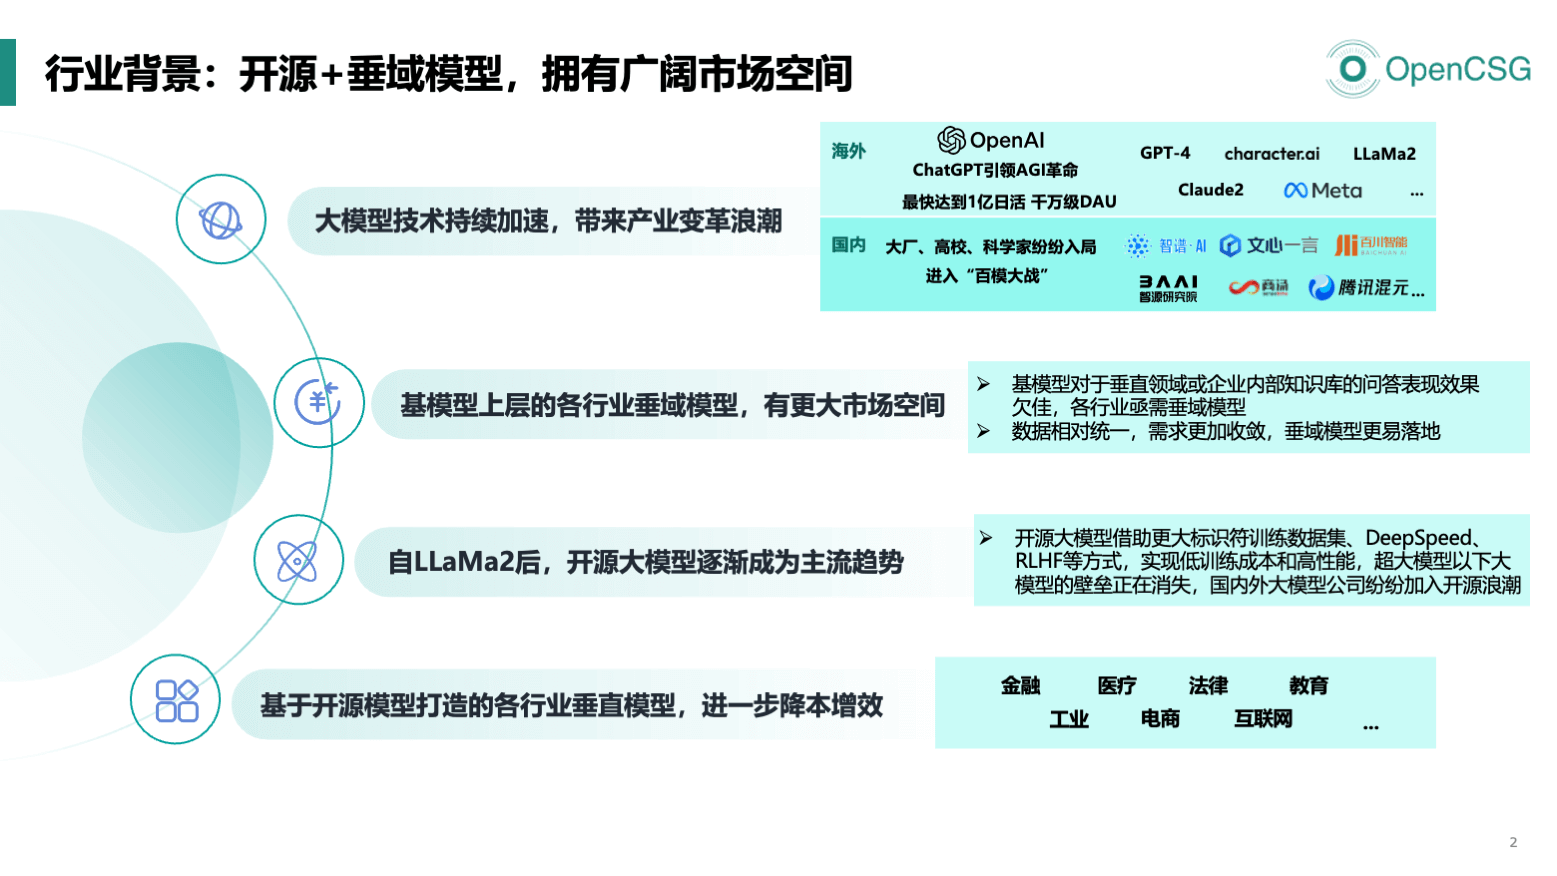 行业背景：开源+垂域模型，拥有广阔市场空间
OpenCSG
大模型技术持续加速，带来产业变革浪潮
海外
OpenAI
ChatGPT引领AGI革命
最快达到1亿日活 千万级DAU
GPT-4
character.ai
LLaMa2
Claude2
Meta
...
国内
大厂、高校、科学家纷纷入局
进入“百模大战”
智谱·AI
文心一言
百川智能
BAICHUAN AI
BAAI
智源研究院
商汤
腾讯混元...
基模型上层的各行业垂域模型，有更大市场空间
基模型对于垂直领域或企业内部知识库的问答表现效果
欠佳，各行业亟需垂域模型
数据相对统一，需求更加收敛，垂域模型更易落地
自LLaMa2后，开源大模型逐渐成为主流趋势
开源大模型借助更大标识符训练数据集、DeepSpeed、
RLHF等方式，实现低训练成本和高性能，超大模型以下大
模型的壁垒正在消失，国内外大模型公司纷纷加入开源浪潮
基于开源模型打造的各行业垂直模型，进一步降本增效
金融 医疗 法律 教育
工业 电商 互联网 ...
2